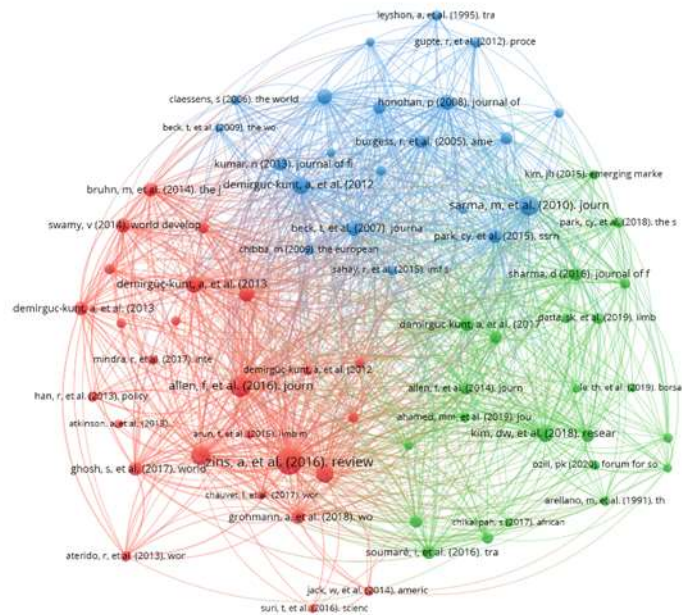 leyshon, a, et al. (1995). tra
gupte, r, et al. (2012). proce
claessens, s (2006). the world
honohan, p (2008). journal of
beck, t, et al. (2009). the wo
burgess, r, et al. (2005). ame
kumar, n (2013). journal of fi
kim, jb (2015). emerging marke
bruhn, m, et al. (2014). the j
demirguc-kunt, a, et al. (2012
sarma, m, et al. (2010). journ
swamy, v (2014). world develop
beck, t, et al. (2007). journa
park, cy, et al. (2018). the s
park, cy, et al. (2015). ssrn
chibba, m (2009). the european
sahay, r, et al. (2015). imf s
sharma, d (2016). journal of f
demirguc-kunt, a, et al. (2013
demirguc-kunt, a, et al. (2013
demirguc-kunt, a, et al. (2017
datta, sk, et al. (2019). iimb
mindra, r, et al. (2017). inte
demirguc-kunt, a, et al. (2012
allen, f, et al. (2016). journ
allen, f, et al. (2014). journ
le, th, et al. (2019). borsa
han, r, et al. (2013). policy
ahamed, mm, et al. (2019). jou
atkinson, a, et al. (2013).
arun, t, et al. (2015). iimb m
kim, dw, et al. (2018). resear
zins, a, et al. (2016). review
ghosh, s, et al. (2017). world
ozili, pk (2020). forum for so
chauvet, l, et al. (2017). wor
arellano, m, et al. (1991). th
grohmann, a, et al. (2018). wo
chikalipah, s (2017). african
soumaré, i, et al. (2016). tra
aterido, r, et al. (2013). wor
jack, w, et al. (2014). americ
suri, t, et al. (2016). scienc